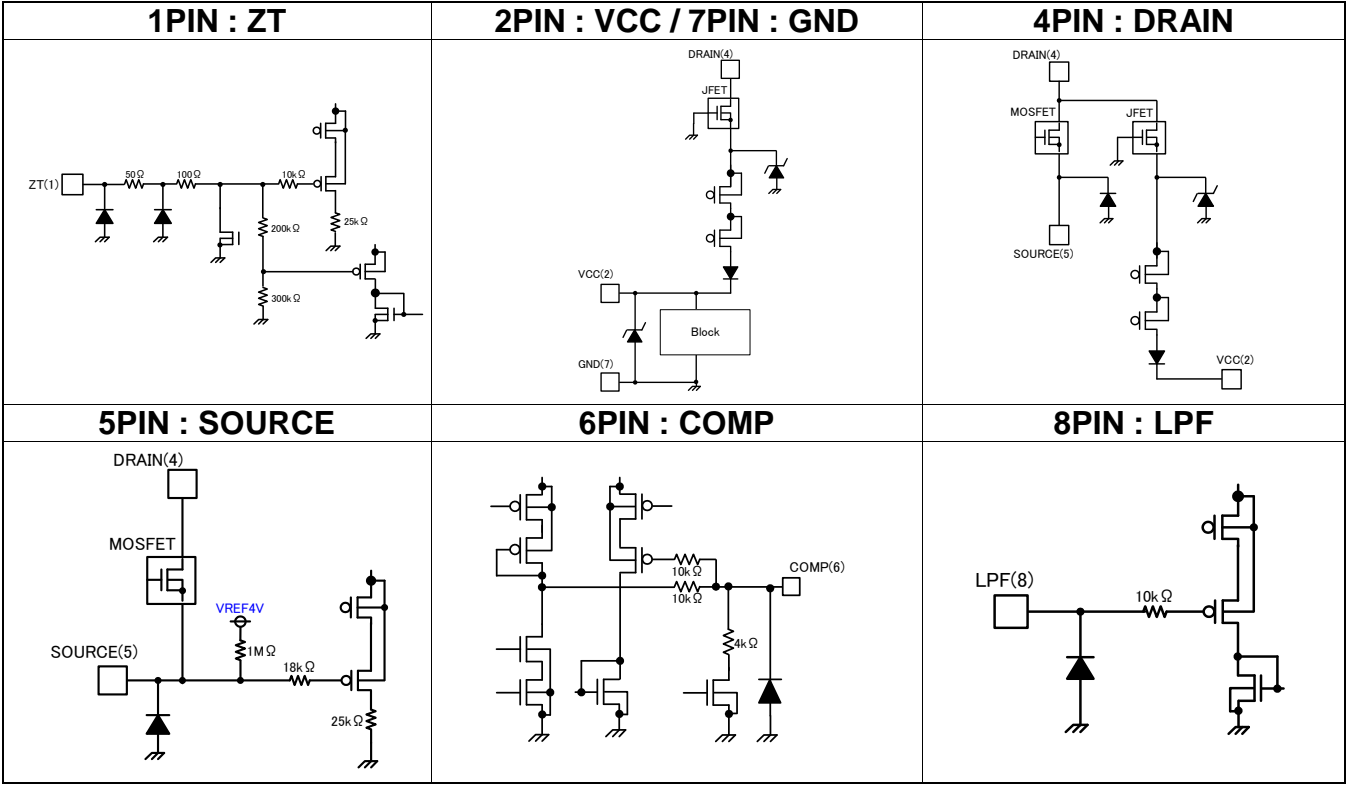 1PIN : ZT
2PIN : VCC / 7PIN : GND
4PIN : DRAIN
ZT(1)
50Ω
100Ω
10kΩ
25kΩ
200kΩ
300kΩ
DRAIN(4)
JFET
VCC(2)
Block
GND(7)
DRAIN(4)
MOSFET
JFET
SOURCE(5)
VCC(2)
5PIN : SOURCE
6PIN : COMP
8PIN : LPF
DRAIN(4)
MOSFET
VREF4V
SOURCE(5)
1MΩ
18kΩ
25kΩ
10kΩ
COMP(6)
10kΩ
4kΩ
LPF(8)
10kΩ